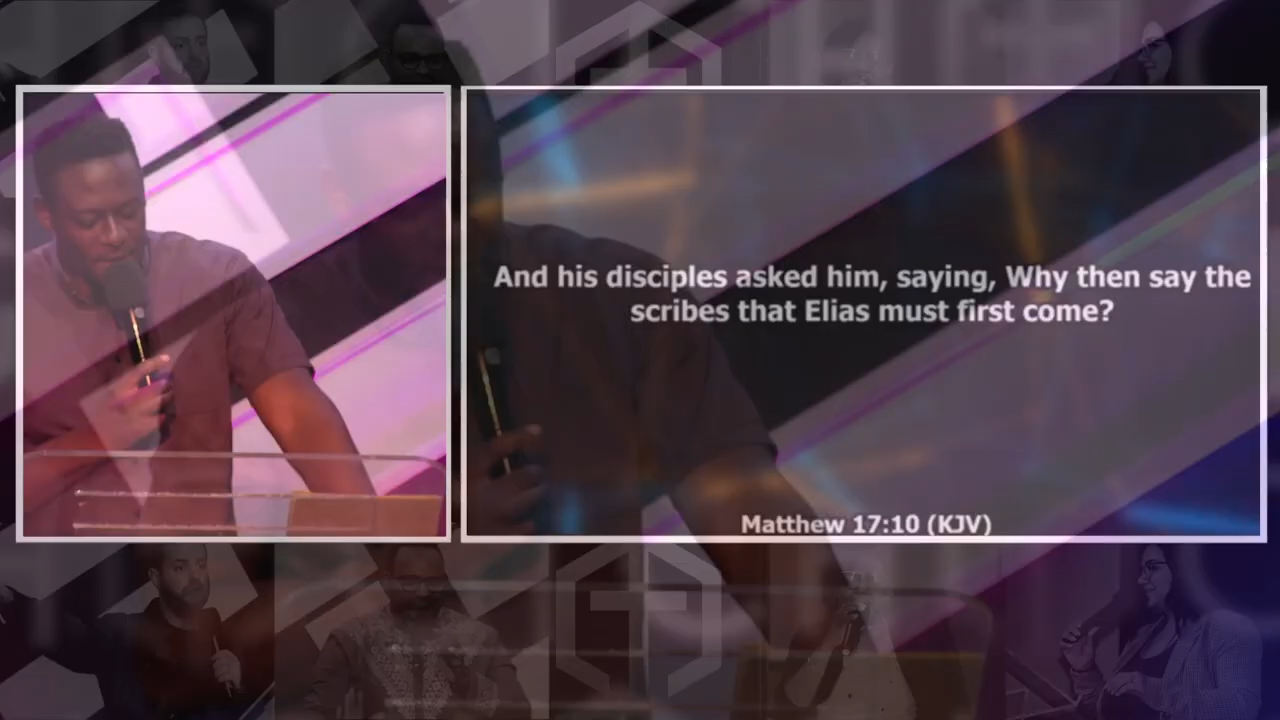 And his disciples asked him, saying, Why then say the
scribes that Elias must first come?
Matthew 17:10 (KJV)